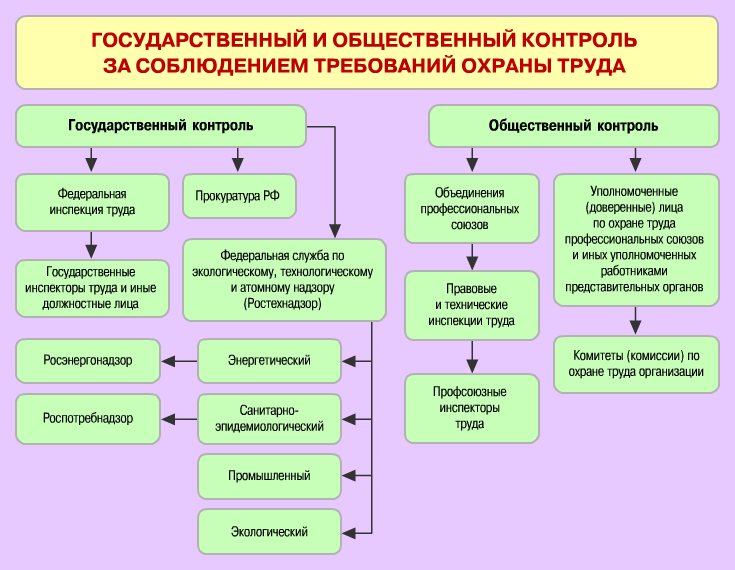 ГОСУДАРСТВЕННЫЙ И ОБЩЕСТВЕННЫЙ КОНТРОЛЬ
ЗА СОБЛЮДЕНИЕМ ТРЕБОВАНИЙ ОХРАНЫ ТРУДА
Государственный контроль
Федеральная
инспекция труда
Государственные
инспекторы труда и иные
должностные лица
Прокуратура РФ
Федеральная служба по
экологическому, технологическому
и атомному надзору
(Ростехнадзор)
Энергетический
Росэнергонадзор
Санитарно-
эпидемиологический
Роспотребнадзор
Промышленный
Экологический
Общественный контроль
Объединения
профессиональных
союзов
Правовые
и технические
инспекции труда
Профсоюзные
инспекторы
труда
Уполномоченные
(доверенные) лица
по охране труда
профессиональных союзов
и иных уполномоченных
работниками
представительных органов
Комитеты (комиссии) по
охране труда организации